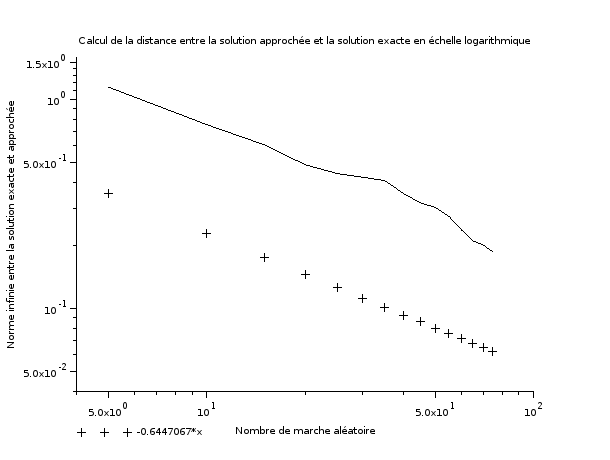 Calcul de la distance entre la solution approchée et la solution exacte en échelle logarithmique
Norme infinie entre la solution exacte et approchée
1.5x10^0
10^0
5.0x10^-1
10^-1
5.0x10^-2
5.0x10^0
10^1
5.0x10^1
10^2
Nombre de marche aléatoire
-0.6447067*x